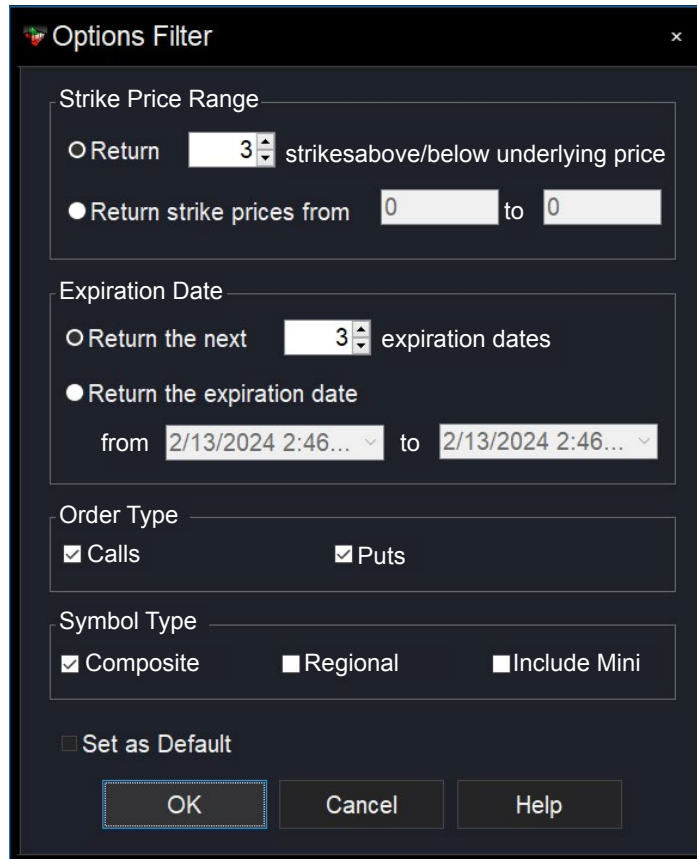 Options Filter
Strike Price Range
Return 3 strikesabove/below underlying price
Return strike prices from 0 to 0
Expiration Date
Return the next 3 expiration dates
Return the expiration date
from 2/13/2024 2:46... to 2/13/2024 2:46...
Order Type
Calls Puts
Symbol Type
Composite Regional Include Mini
Set as Default
OK Cancel Help